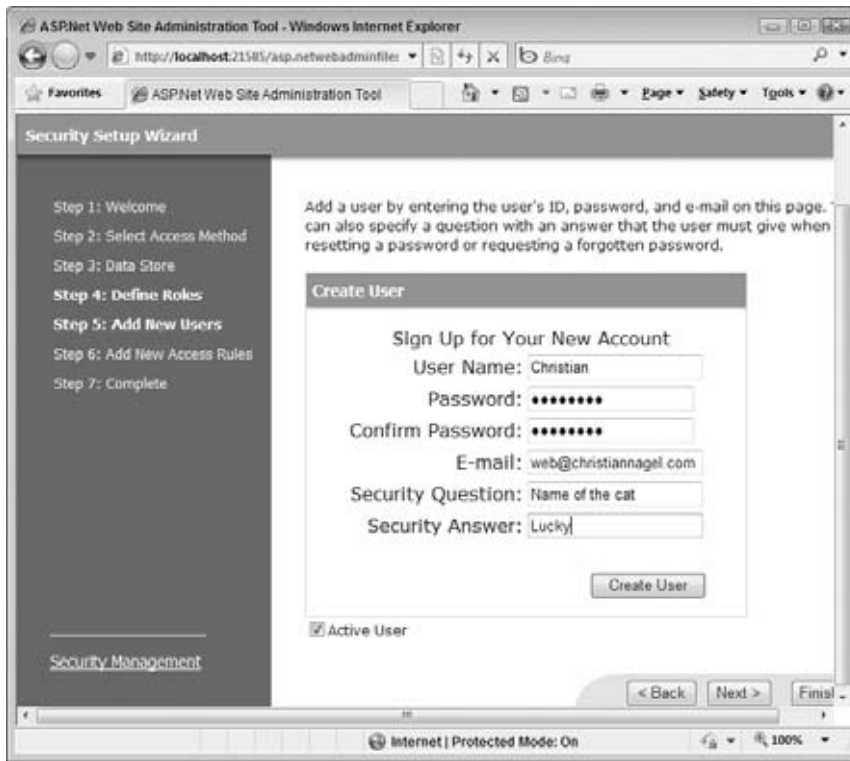 ASP.Net Web Site Administration Tool - Windows Internet Explorer
http://localhost:21585/asp.netwebadminfiles
Bing
Favorites ASP.Net Web Site Administration Tool Page Safety Tools
Security Setup Wizard
Step 1: Welcome
Step 2: Select Access Method
Step 3: Data Store
Step 4: Define Roles
Step 5: Add New Users
Step 6: Add New Access Rules
Step 7: Complete
Security Management
Add a user by entering the user's ID, password, and e-mail on this page.
can also specify a question with an answer that the user must give when
resetting a password or requesting a forgotten password.
Create User
Sign Up for Your New Account
User Name: Christian
Password: ••••••••
Confirm Password: ••••••••
E-mail: web@christiannagel.com
Security Question: Name of the cat
Security Answer: Lucky
Create User
Active User
< Back Next > Finis
Internet | Protected Mode: On 100%